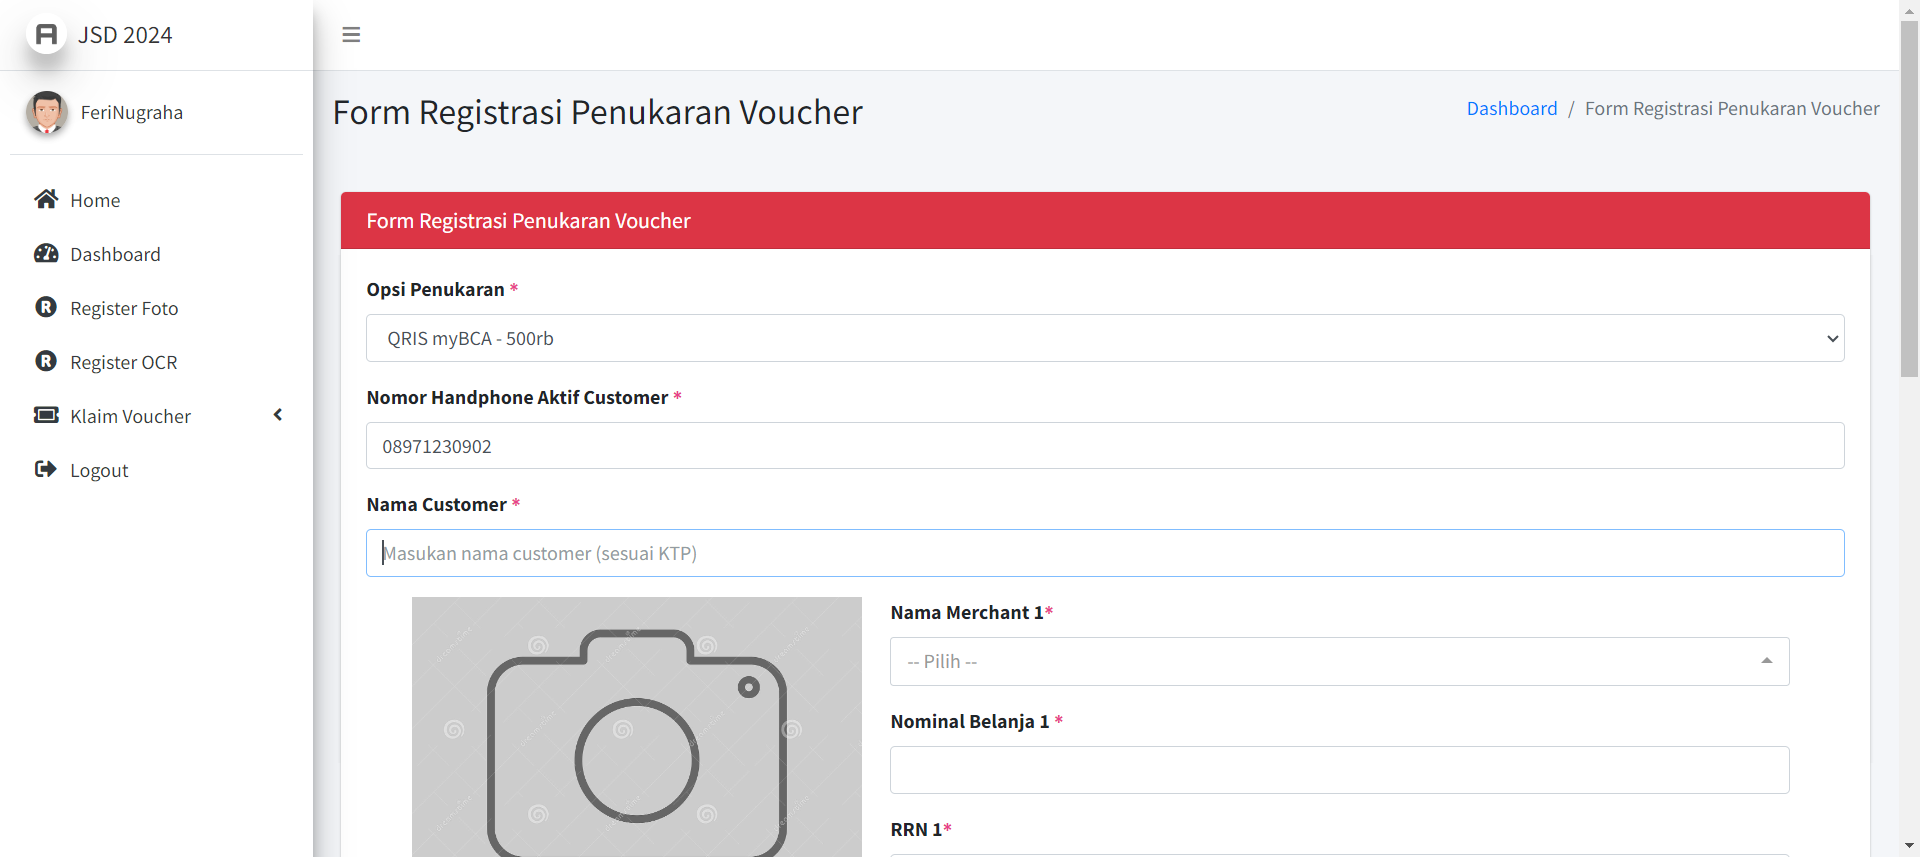 JSD 2024
FeriNugraha
Home
Dashboard
Register Foto
Register OCR
Klaim Voucher
Logout
Form Registrasi Penukaran Voucher
Dashboard / Form Registrasi Penukaran Voucher
Form Registrasi Penukaran Voucher
Opsi Penukaran *
QRIS myBCA - 500rb
Nomor Handphone Aktif Customer *
08971230902
Nama Customer *
Masukan nama customer (sesuai KTP)
Nama Merchant 1*
-- Pilih --
Nominal Belanja 1 *
RRN 1*